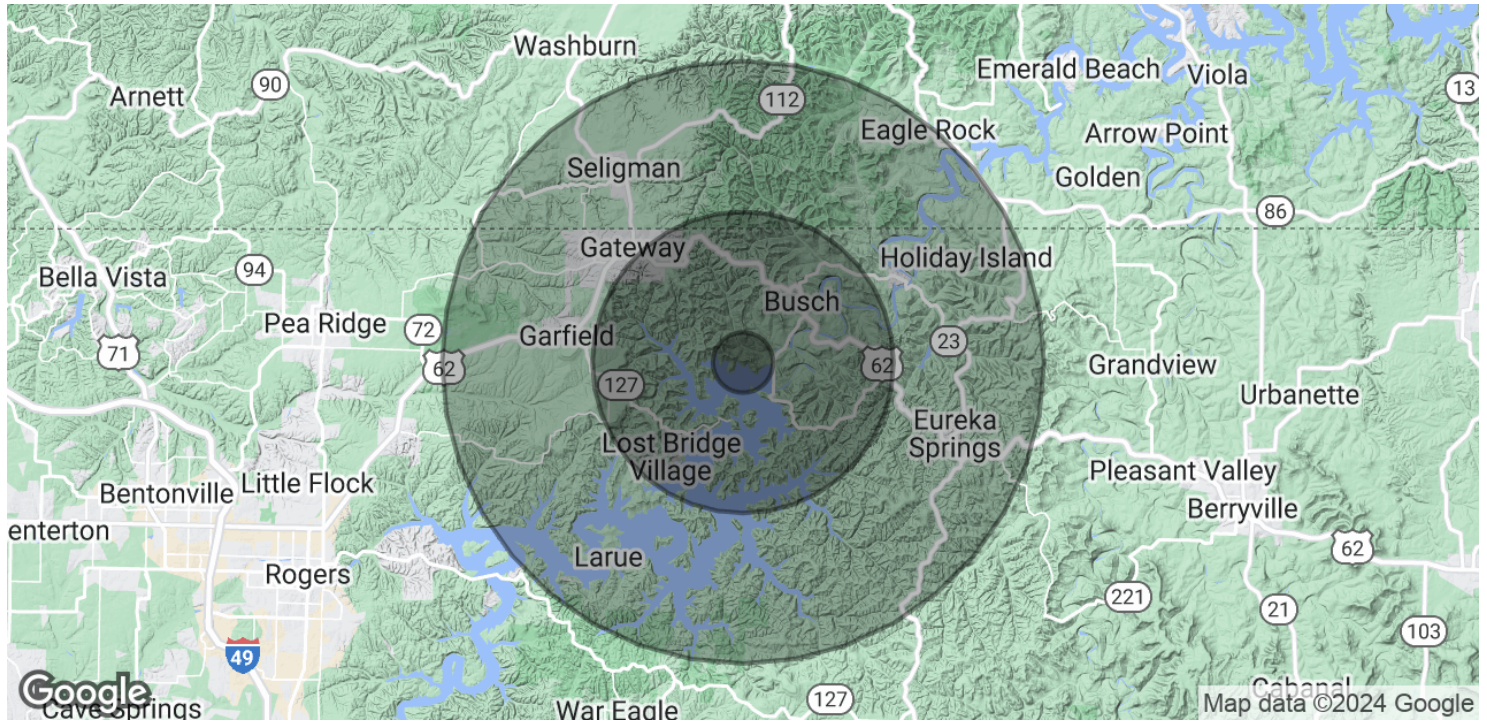 Washburn
Emerald Beach
Viola
90
13
Arnett
112
Eagle Rock
Arrow Point
Seligman
Golden
86
Gateway
Holiday Island
94
Bella Vista
Busch
Pea Ridge
72
Garfield
23
71
62
62
Grandview
127
Urbanette
Eureka
Springs
Lost Bridge
Village
Pleasant Valley
Little Flock
Bentonville
Berryville
enterton
62
Larue
Rogers
221
21
103
49
Google
Cabanal
127
Map data ©2024 Google
Cave Springs
War Eagle